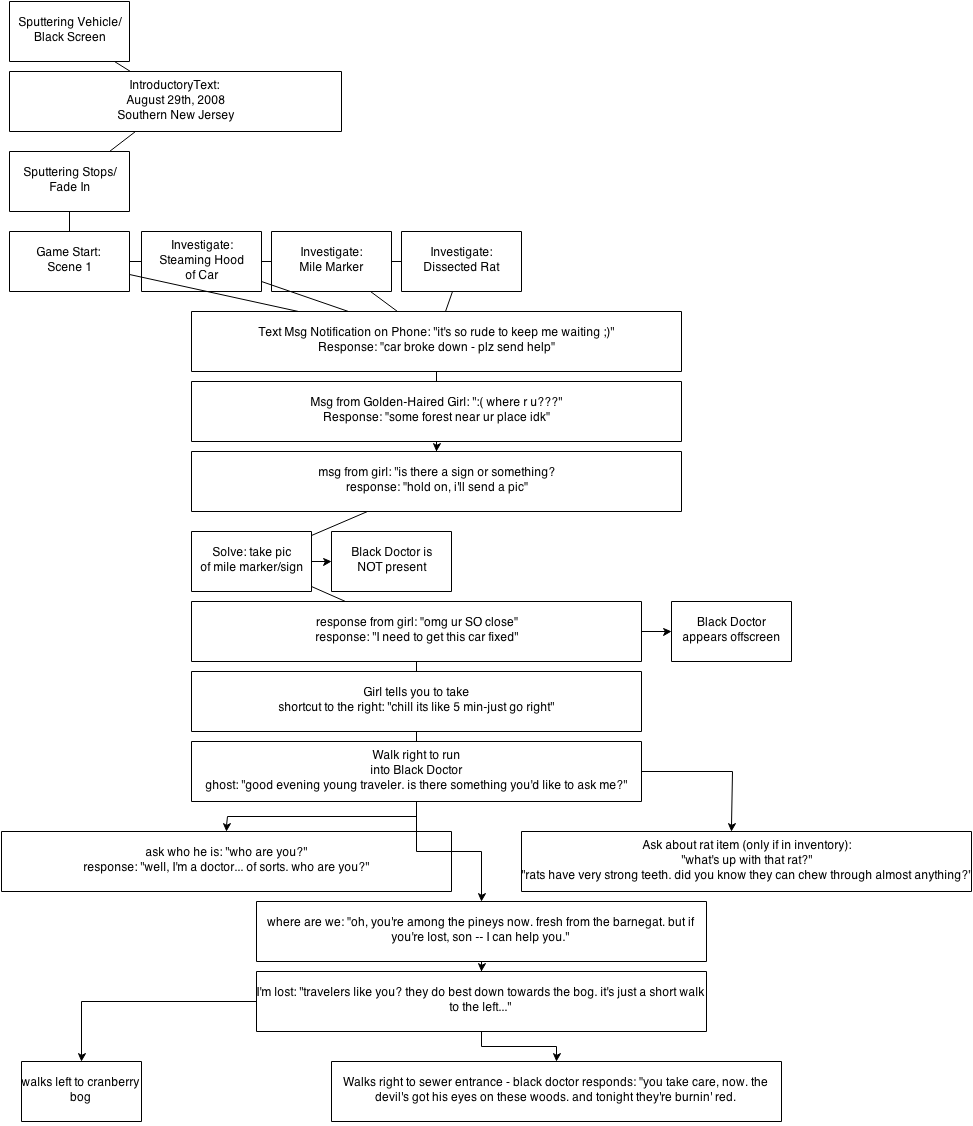 Sputtering Vehicle/
Black Screen
IntroductoryText:
August 29th, 2008
Southern New Jersey
Sputtering Stops/
Fade In
Game Start:
Scene 1
Investigate:
Steaming Hood
of Car
Investigate:
Mile Marker
Investigate:
Dissected Rat
Text Msg Notification on Phone: "it's so rude to keep me waiting ;)"
Response: "car broke down - plz send help"
Msg from Golden-Haired Girl: ":( where r u???"
Response: "some forest near ur place idk"
msg from girl: "is there a sign or something?
response: "hold on, i'll send a pic"
Solve: take pic
of mile marker/sign
Black Doctor is
NOT present
response from girl: "omg ur SO close"
response: "I need to get this car fixed"
Black Doctor
appears offscreen
Girl tells you to take
shortcut to the right: "chill its like 5 min-just go right"
Walk right to run
into Black Doctor
ghost: "good evening young traveler. is there something you'd like to ask me?"
ask who he is: "who are you?"
response: "well, I'm a doctor... of sorts. who are you?"
Ask about rat item (only if in inventory):
"what's up with that rat?"
"rats have very strong teeth. did you know they can chew through almost anything?"
where are we: "oh, you're among the pineys now. fresh from the barnegat. but if
you're lost, son -- I can help you."
I'm lost: "travelers like you? they do best down towards the bog. it's just a short walk
to the left..."
walks left to cranberry
bog
Walks right to sewer entrance - black doctor responds: "you take care, now. the
devil's got his eyes on these woods. and tonight they're burnin' red.